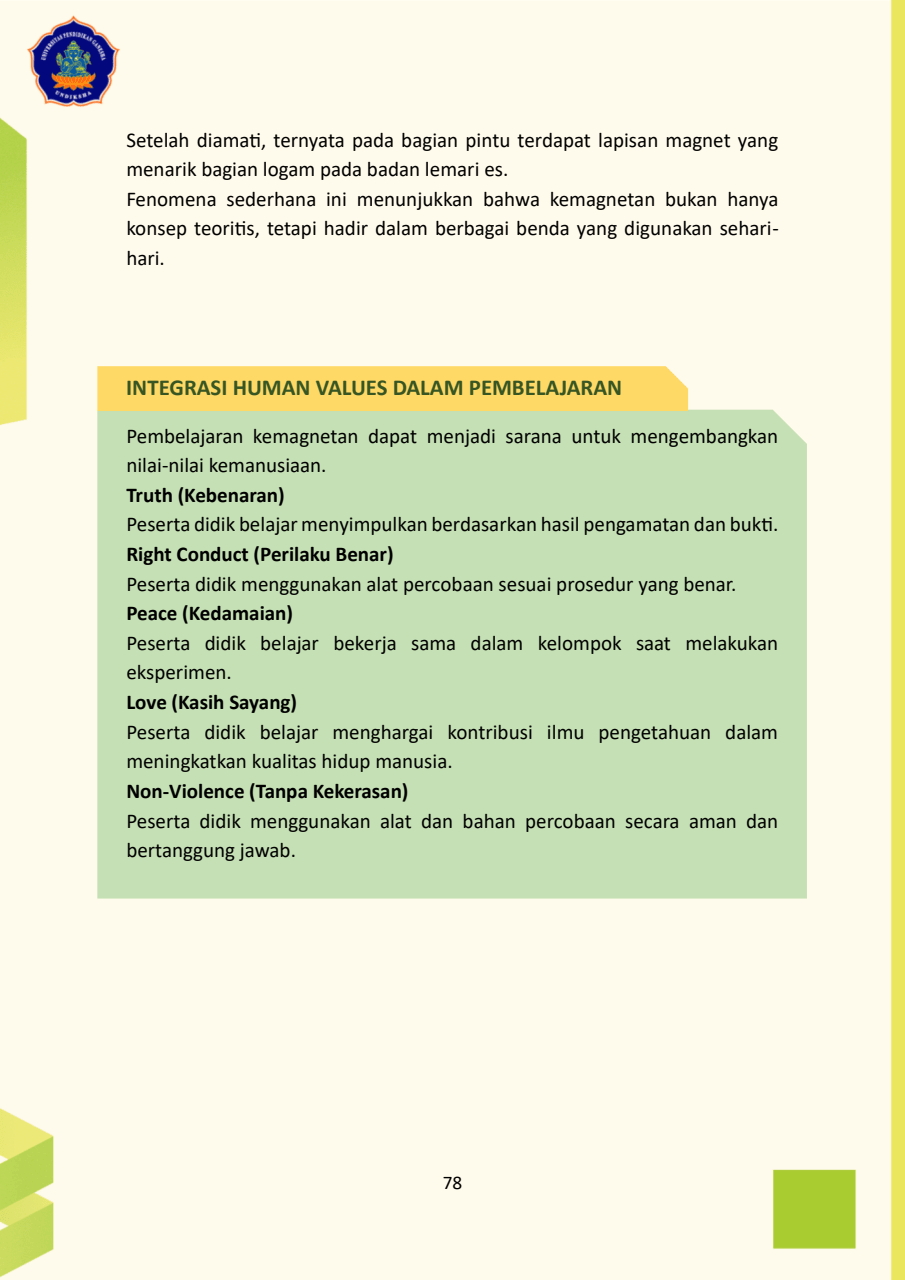 UNIVERSITAS PENDIDIKAN GANESHA
UNDIKSHA
Setelah diamati, ternyata pada bagian pintu terdapat lapisan magnet yang
menarik bagian logam pada badan lemari es.
Fenomena sederhana ini menunjukkan bahwa kemagnetan bukan hanya
konsep teoritis, tetapi hadir dalam berbagai benda yang digunakan sehari-
hari.
INTEGRASI HUMAN VALUES DALAM PEMBELAJARAN
Pembelajaran kemagnetan dapat menjadi sarana untuk mengembangkan
nilai-nilai kemanusiaan.
Truth (Kebenaran)
Peserta didik belajar menyimpulkan berdasarkan hasil pengamatan dan bukti.
Right Conduct (Perilaku Benar)
Peserta didik menggunakan alat percobaan sesuai prosedur yang benar.
Peace (Kedamaian)
Peserta didik belajar bekerja sama dalam kelompok saat melakukan
eksperimen.
Love (Kasih Sayang)
Peserta didik belajar menghargai kontribusi ilmu pengetahuan dalam
meningkatkan kualitas hidup manusia.
Non-Violence (Tanpa Kekerasan)
Peserta didik menggunakan alat dan bahan percobaan secara aman dan
bertanggung jawab.
78